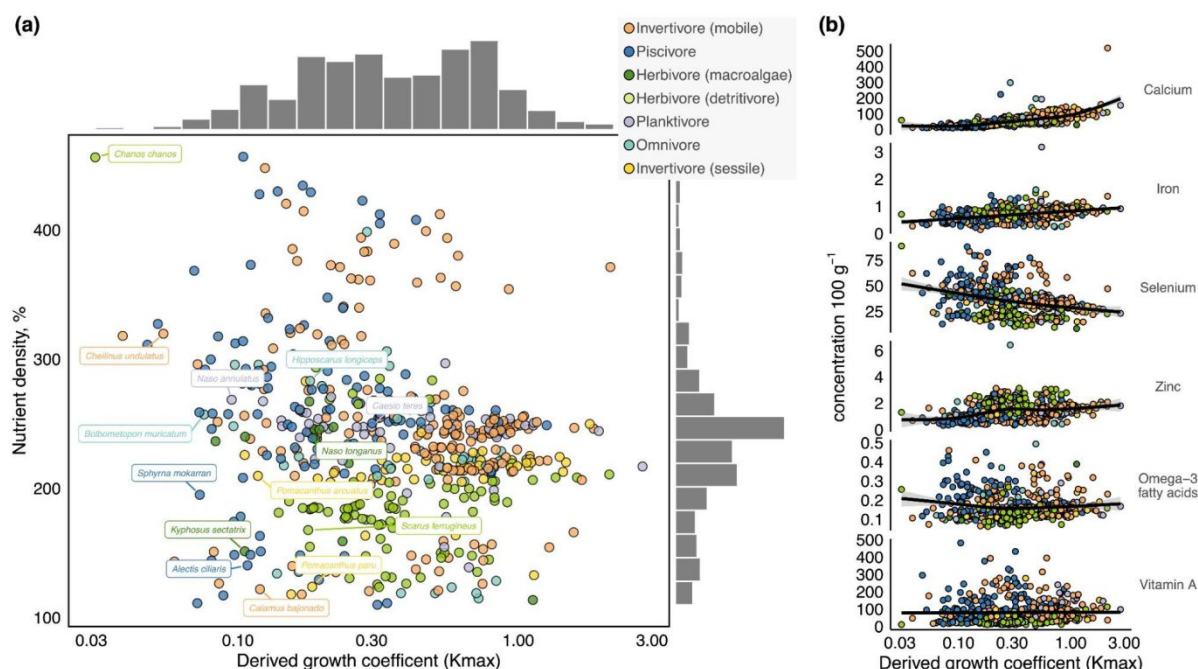 (a)
Invertivore (mobile)
Piscivore
Herbivore (macroalgae)
Herbivore (detritivore)
Planktivore
Omnivore
Invertivore (sessile)
Nutrient density, %
400
300
200
100
Chanos chanos
Cheilinus undulatus
Hipposcarus longiceps
Naso annulatus
Caesio teres
Bolbometopon muricatum
Naso tonganus
Sphyrna mokarran
Pomacanthus arcuatus
Kyphosus sectatrix
Scarus ferrugineus
Alectis ciliaris
Pomacanthus paru
Calamus bajonado
0.03 0.10 0.30 1.00 3.00
Derived growth coefficent (Kmax)
(b)
concentration 100 g⁻¹
500
400
300
200
100
0
Calcium
3
2
1
0
Iron
75
50
25
Selenium
6
4
2
0
Zinc
0.5
0.4
0.3
0.2
0.1
Omega–3
fatty acids
500
400
300
200
100
0
Vitamin A
0.03 0.10 0.30 1.00 3.00
Derived growth coefficent (Kmax)